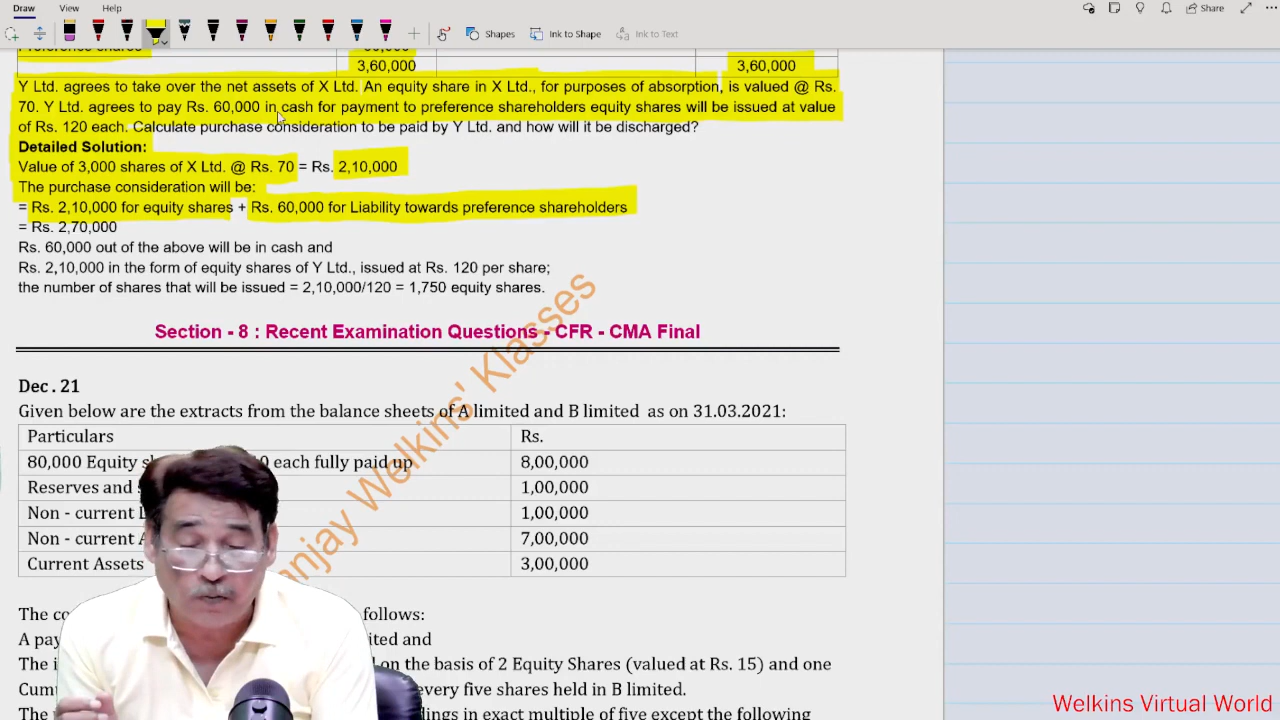 Draw View Help
Shapes Ink to Shape Ink to Text Share
Preference shares
3,60,000 3,60,000
Y Ltd. agrees to take over the net assets of X Ltd. An equity share in X Ltd., for purposes of absorption, is valued @ Rs.
70. Y Ltd. agrees to pay Rs. 60,000 in cash for payment to preference shareholders equity shares will be issued at value
of Rs. 120 each. Calculate purchase consideration to be paid by Y Ltd. and how will it be discharged?
Detailed Solution:
Value of 3,000 shares of X Ltd. @ Rs. 70 = Rs. 2,10,000
The purchase consideration will be:
= Rs. 2,10,000 for equity shares + Rs. 60,000 for Liability towards preference shareholders
= Rs. 2,70,000
Rs. 60,000 out of the above will be in cash and
Rs. 2,10,000 in the form of equity shares of Y Ltd., issued at Rs. 120 per share;
the number of shares that will be issued = 2,10,000/120 = 1,750 equity shares.
Section - 8 : Recent Examination Questions - CFR - CMA Final
Dec . 21
Given below are the extracts from the balance sheets of A limited and B limited as on 31.03.2021:
Particulars Rs.
80,000 Equity each fully paid up 8,00,000
Reserves and 1,00,000
Non - current 1,00,000
Non - current 7,00,000
Current Assets 3,00,000
The follows:
A and
The on the basis of 2 Equity Shares (valued at Rs. 15) and one
every five shares held in B limited.
in exact multiple of five except the following
Welkins' Klasses
Welkins Virtual World